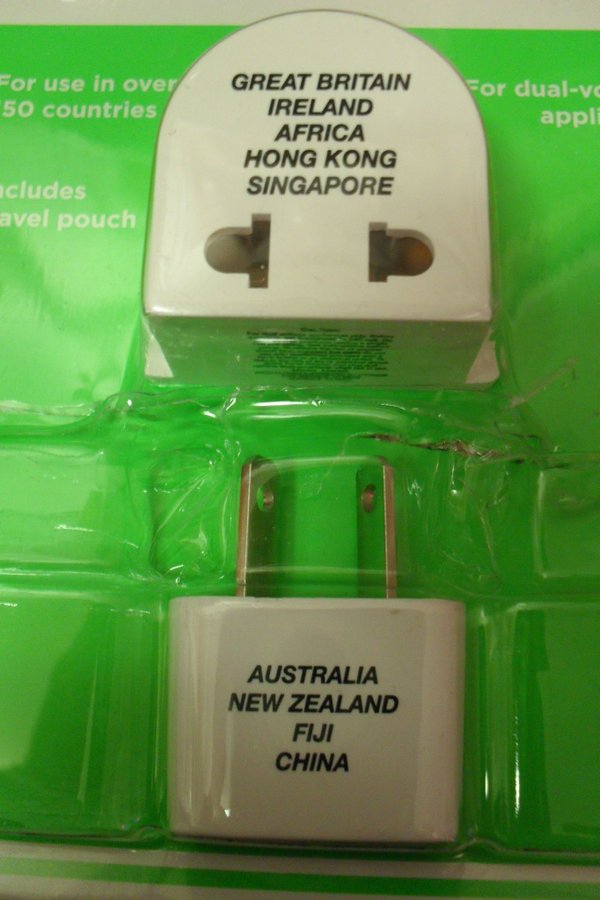 For use in over
150 countries
For dual-vo
appli
ncludes
avel pouch
GREAT BRITAIN
IRELAND
AFRICA
HONG KONG
SINGAPORE
AUSTRALIA
NEW ZEALAND
FIJI
CHINA